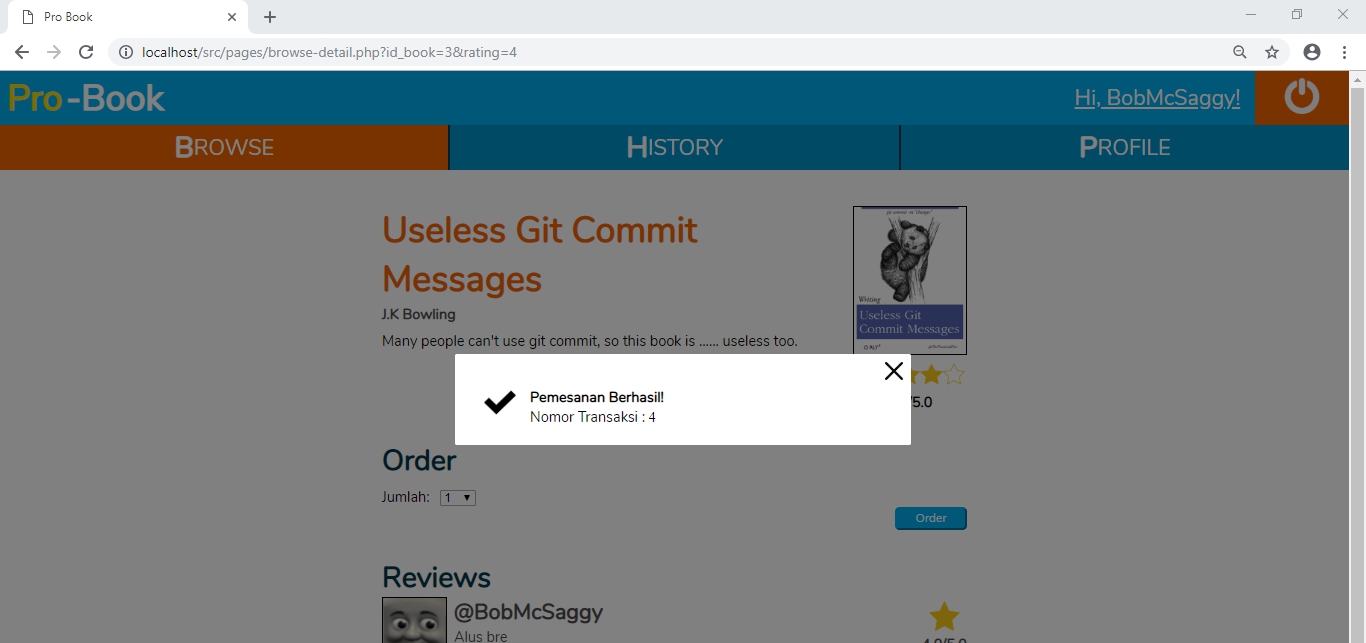 Pro Book
localhost/src/pages/browse-detail.php?id_book=3&rating=4
Pro-Book
Hi, BobMcSaggy!
BROWSE
HISTORY
PROFILE
Useless Git Commit
Messages
J.K Bowling
Many people can't use git commit, so this book is ...... useless too.
Writing
Useless Git
Commit Messages
/5.0
Pemesanan Berhasil!
Nomor Transaksi : 4
Order
Jumlah: 1
Order
Reviews
@BobMcSaggy
Alus bre
4.0/5.0